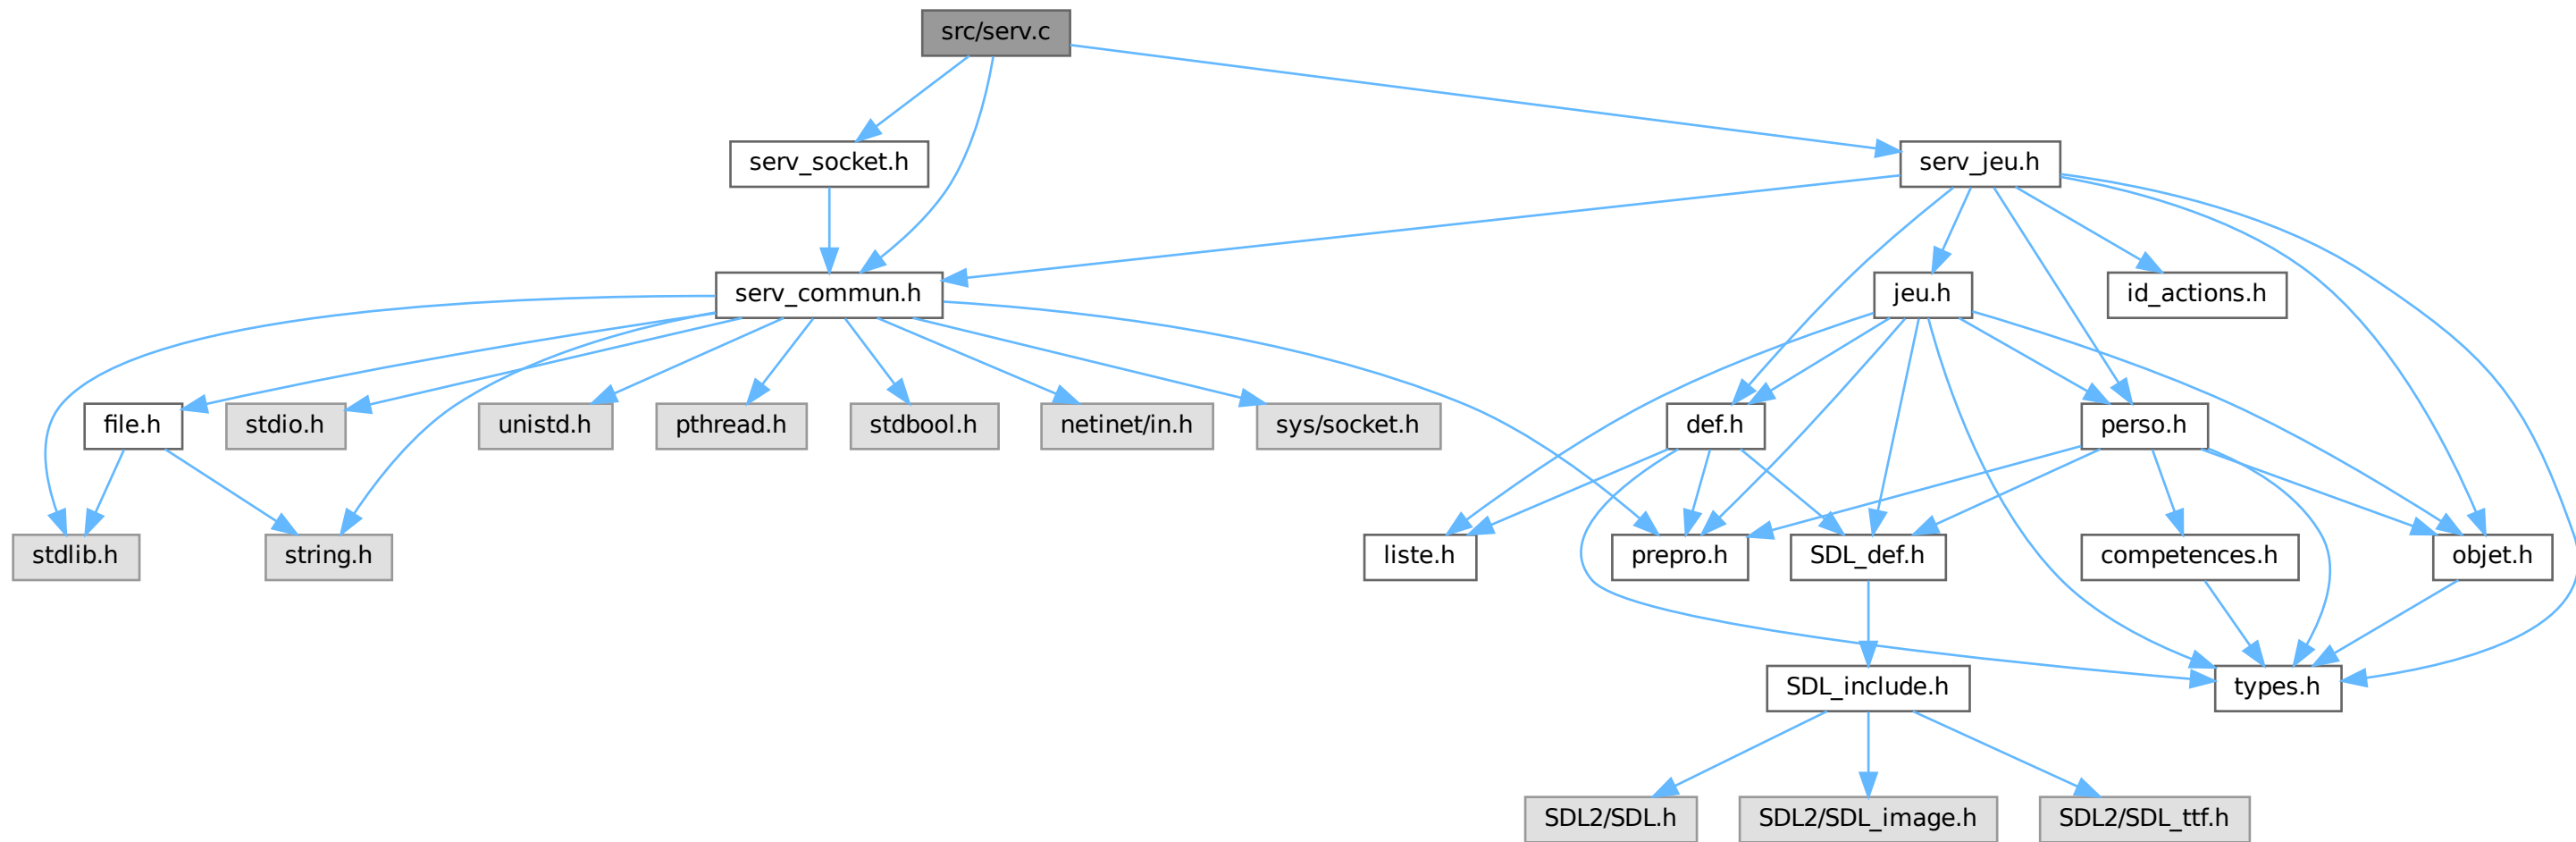 src/serv.c
serv_socket.h
serv_jeu.h
serv_commun.h
jeu.h
id_actions.h
file.h
stdio.h
unistd.h
pthread.h
stdbool.h
netinet/in.h
sys/socket.h
def.h
perso.h
stdlib.h
string.h
liste.h
prepro.h
SDL_def.h
competences.h
objet.h
SDL_include.h
types.h
SDL2/SDL.h
SDL2/SDL_image.h
SDL2/SDL_ttf.h